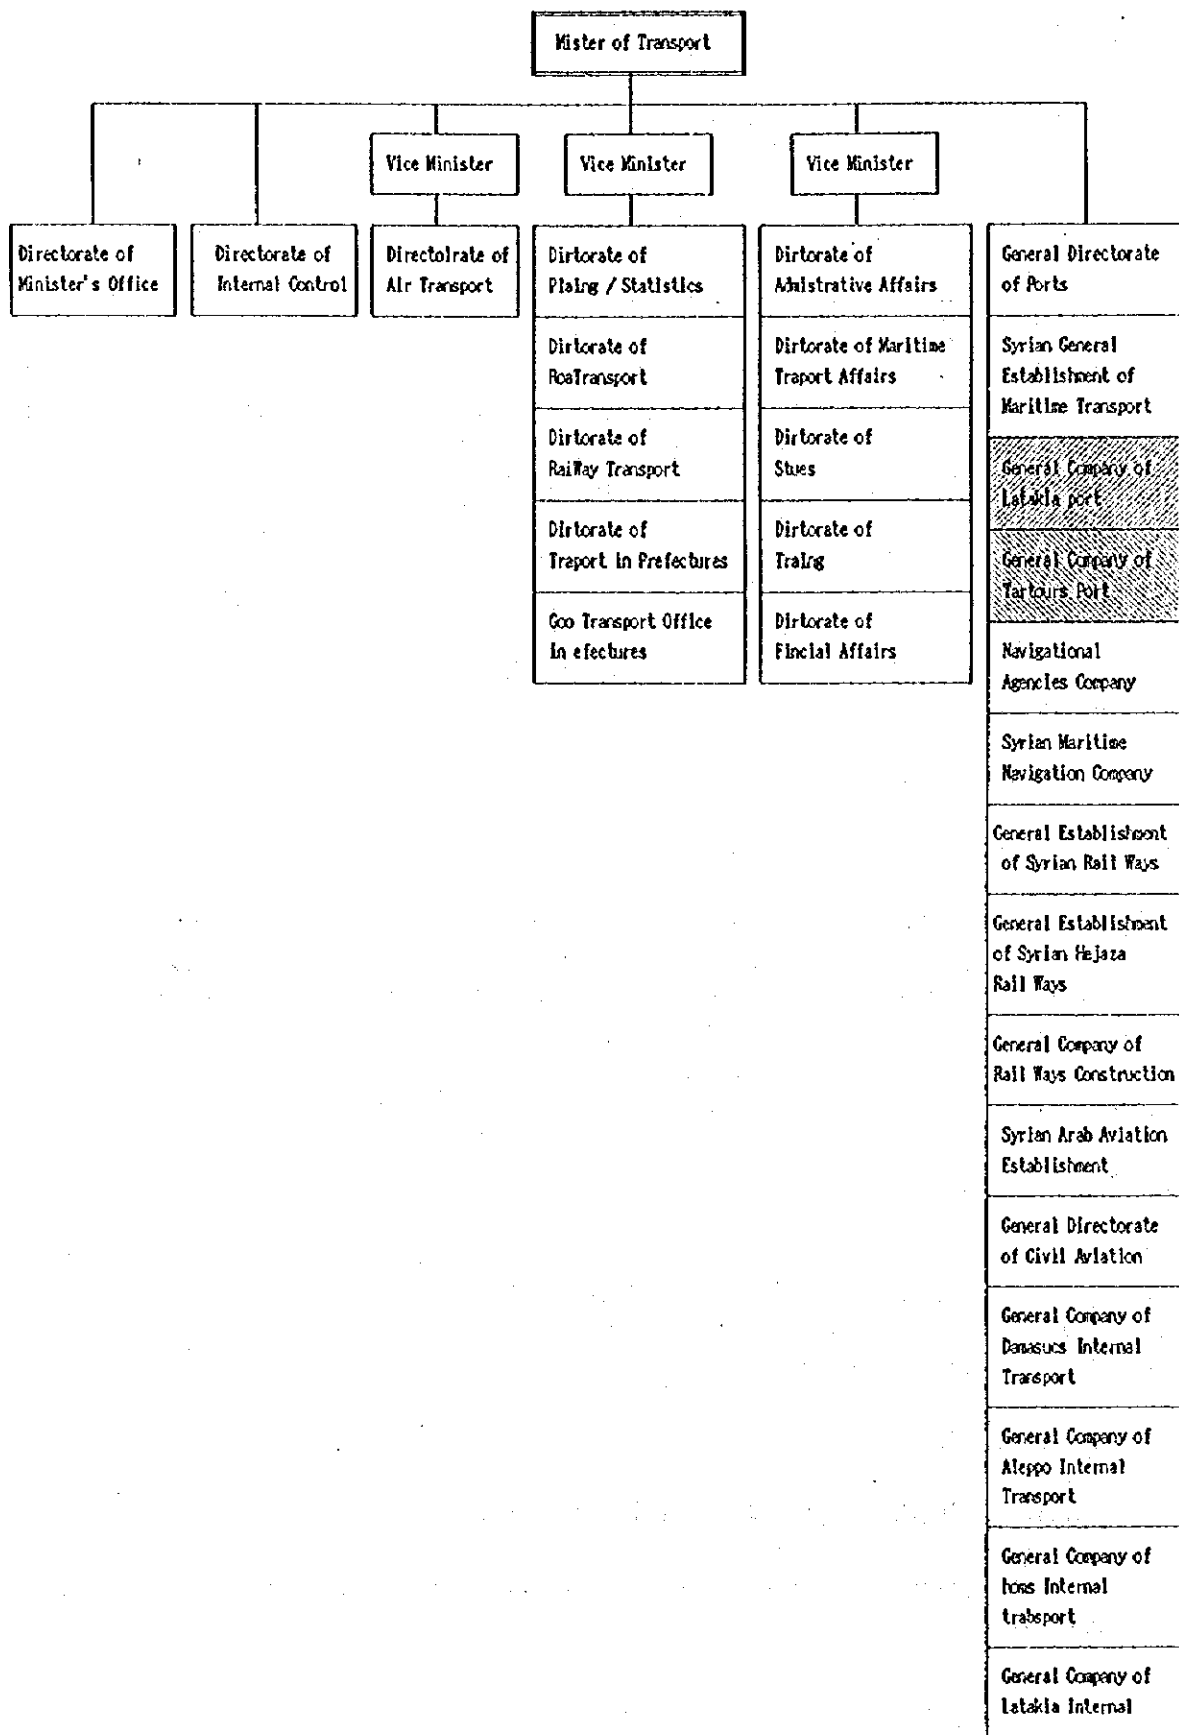 Mister of Transport
Vice Minister
Vice Minister
Vice Minister
Directorate of
Minister's Office
Directorate of
Internal Control
Directolrate of
Air Transport
Dirtorate of
Plaing / Statistics
Dirtorate of
RoaTransport
Dirtorate of
RaiWay Transport
Dirtorate of
Traport in Prefectures
Goo Transport Office
in efectures
Dirtorate of
Admistrative Affairs
Dirtorate of Maritime
Traport Affairs
Dirtorate of
Stues
Dirtorate of
Traing
Dirtorate of
Fincial Affairs
General Directorate
of Ports
Syrian General
Establishment of
Maritime Transport
General Company of
Latakia port
General Company of
Tartours Port
Navigational
Agencies Company
Syrian Maritime
Navigation Company
General Establishment
of Syrian Rail Ways
General Establishment
of Syrian Hejaza
Rail Ways
General Company of
Rail Ways Construction
Syrian Arab Aviation
Establishment
General Directorate
of Civil Aviation
General Company of
Damasucs Internal
Transport
General Company of
Aleppo Internal
Transport
General Company of
homs Internal
trabsport
General Company of
Latakia Internal